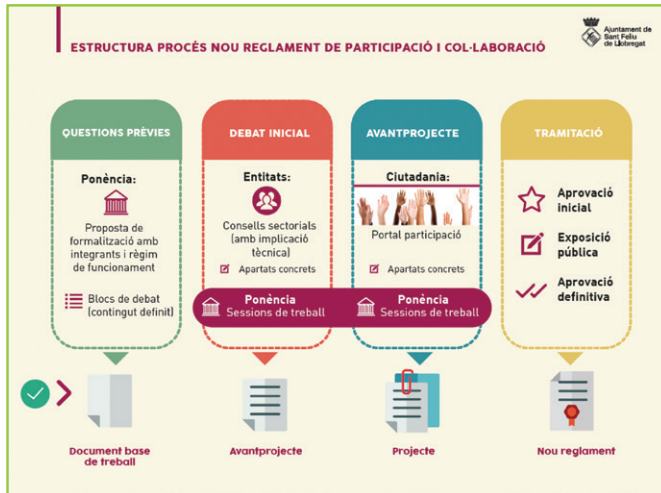 ESTRUCTURA PROCÉS NOU REGLAMENT DE PARTICIPACIÓ I COL·LABORACIÓ
Ajuntament de
Sant Feliu
de Llobregat
QÜESTIONS PRÈVIES
Ponència:
Proposta de
formalització amb
integrants i règim
de funcionament
Blocs de debat
(contingut definit)
Document base
de treball
DEBAT INICIAL
Entitats:
Consells sectorials
(amb implicació
tècnica)
Apartats concrets
Ponència
Sessions de treball
Avantprojecte
AVANTPROJECTE
Ciutadania:
Portal participació
Apartats concrets
Ponència
Sessions de treball
Projecte
TRAMITACIÓ
Aprovació
inicial
Exposició
pública
Aprovació
definitiva
Nou reglament